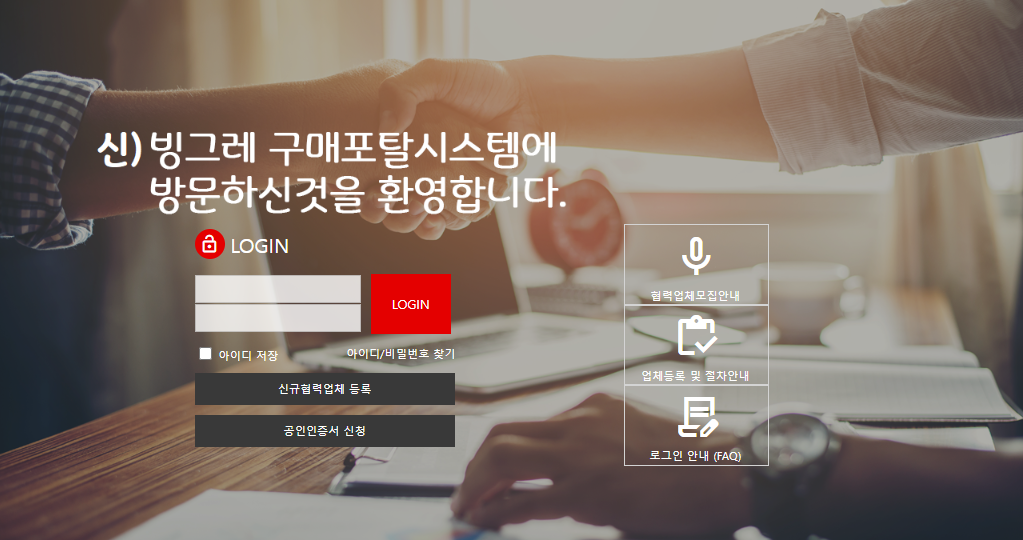 신) 빙그레 구매포탈시스템에
방문하신것을 환영합니다.
LOGIN
LOGIN
아이디 저장
아이디/비밀번호 찾기
신규협력업체 등록
공인인증서 신청
협력업체모집안내
업체등록 및 절차안내
로그인 안내 (FAQ)